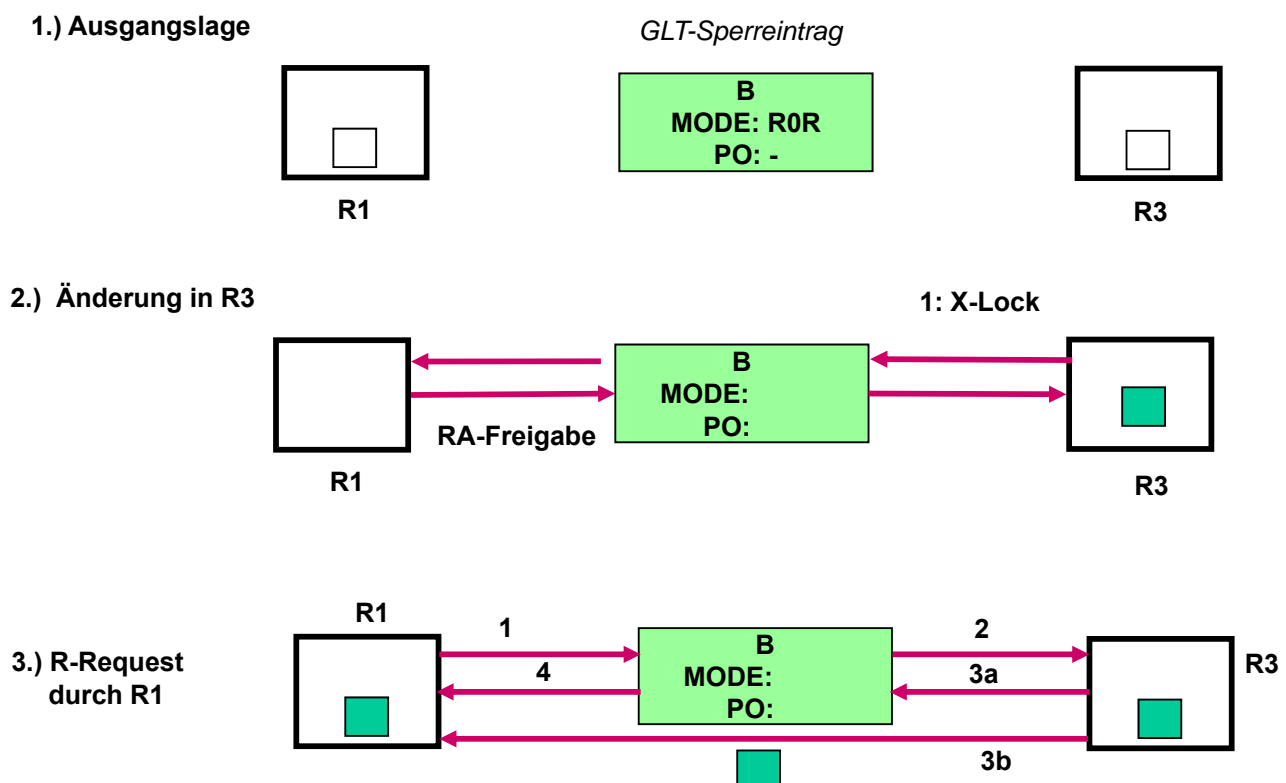 1.) Ausgangslage
GLT-Sperreintrag
B
MODE: R0R
PO: -
R1
R3
2.) Änderung in R3
1: X-Lock
B
MODE:
PO:
RA-Freigabe
R1
R3
3.) R-Request
durch R1
R1
1
4
B
MODE:
PO:
2
3a
R3
3b